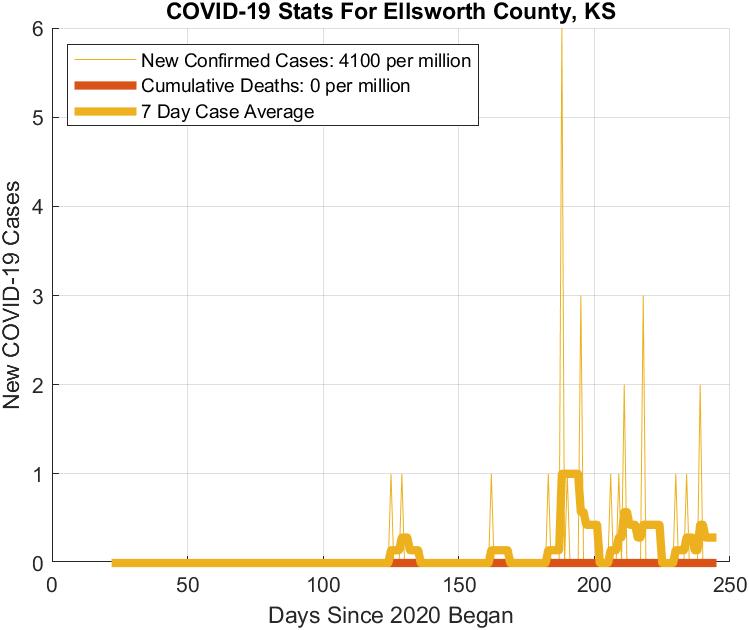 COVID-19 Stats For Ellsworth County, KS
New Confirmed Cases: 4100 per million
Cumulative Deaths: 0 per million
7 Day Case Average
New COVID-19 Cases
6
5
4
3
2
1
0
0 50 100 150 200 250
Days Since 2020 Began